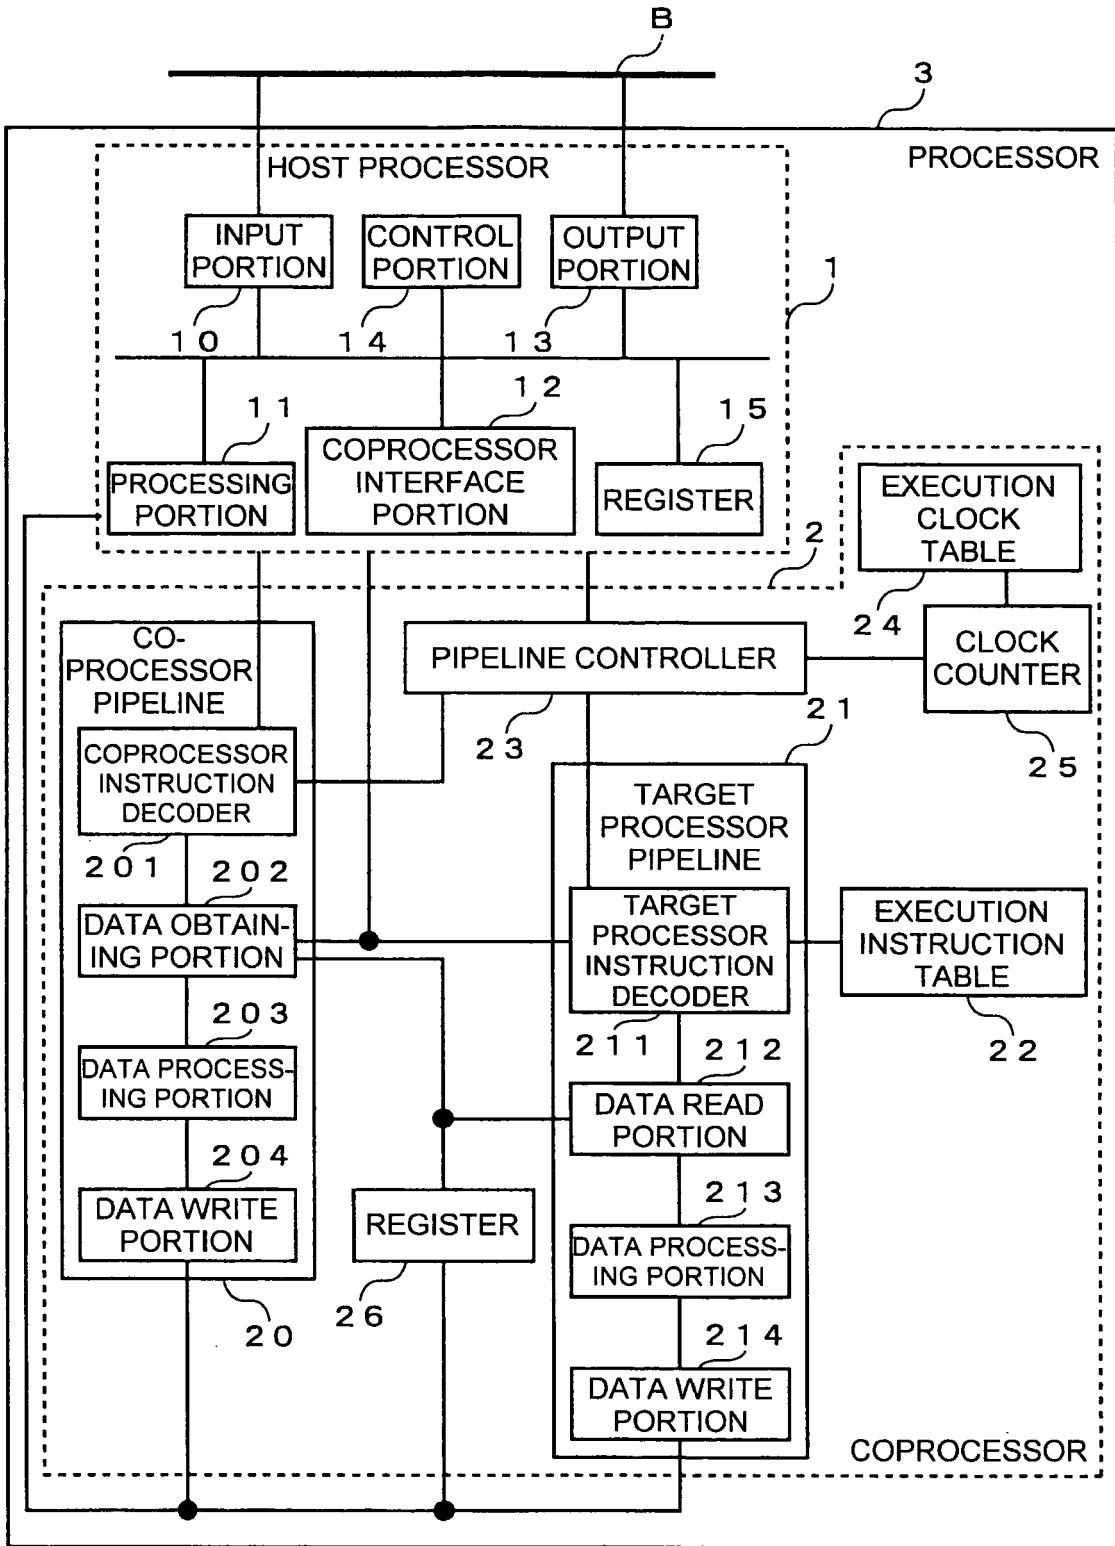 B
3
PROCESSOR
HOST PROCESSOR
INPUT
PORTION
CONTROL
PORTION
OUTPUT
PORTION
1
10
14
13
11
12
15
PROCESSING
PORTION
COPROCESSOR
INTERFACE
PORTION
REGISTER
EXECUTION
CLOCK
TABLE
2
24
CO-
PROCESSOR
PIPELINE
PIPELINE CONTROLLER
CLOCK
COUNTER
23
21
25
COPROCESSOR
INSTRUCTION
DECODER
TARGET
PROCESSOR
PIPELINE
201
202
DATA OBTAIN-
ING PORTION
TARGET
PROCESSOR
INSTRUCTION
DECODER
EXECUTION
INSTRUCTION
TABLE
203
211
212
22
DATA PROCESS-
ING PORTION
DATA READ
PORTION
204
213
DATA WRITE
PORTION
REGISTER
DATA PROCESS-
ING PORTION
20
26
214
DATA WRITE
PORTION
COPROCESSOR